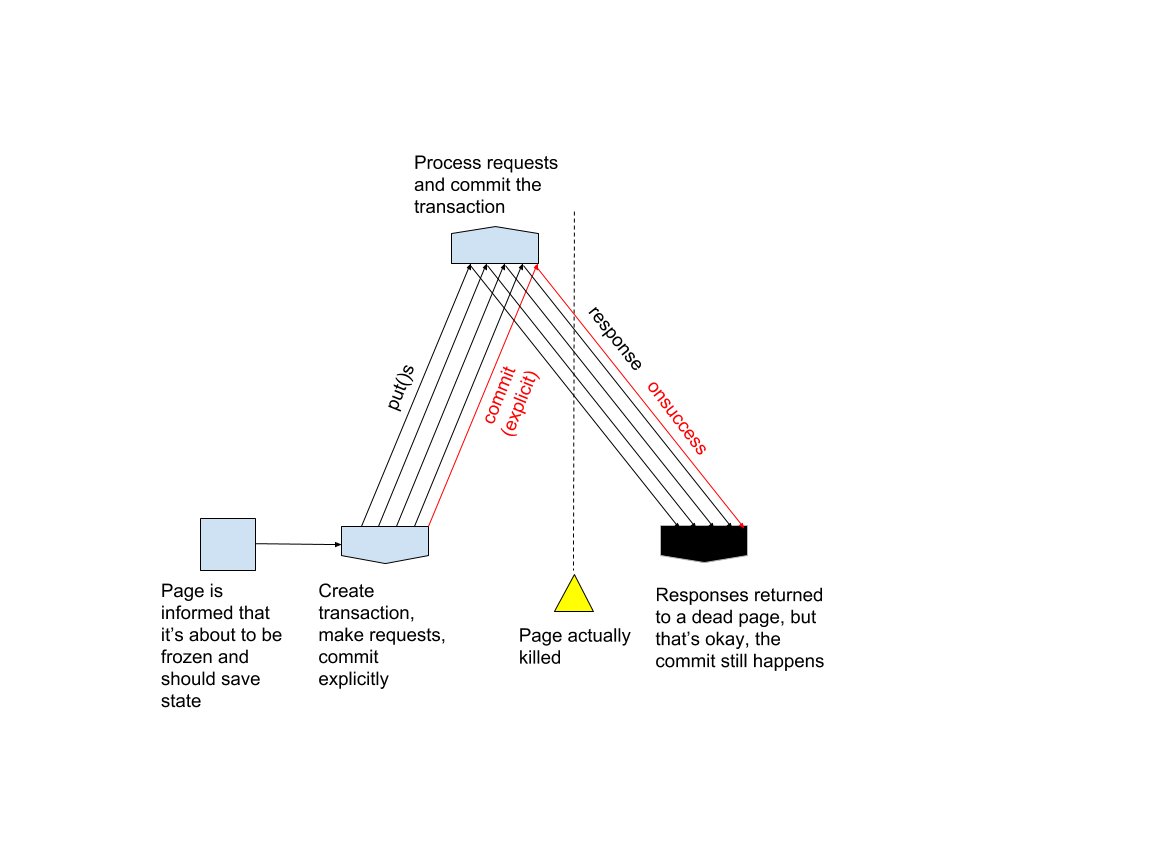 Process requests
and commit the
transaction
put()s
commit
(explicit)
response
onsuccess
Page is
informed that
it’s about to be
frozen and
should save
state
Create
transaction,
make requests,
commit
explicitly
Page actually
killed
Responses returned
to a dead page, but
that’s okay, the
commit still happens